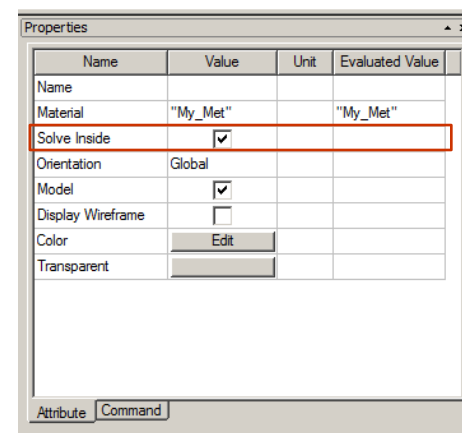 Properties
Name Value Unit Evaluated Value
Name
Material "My_Met" "My_Met"
Solve Inside
Orientation Global
Model
Display Wireframe
Color Edit
Transparent
Attribute Command